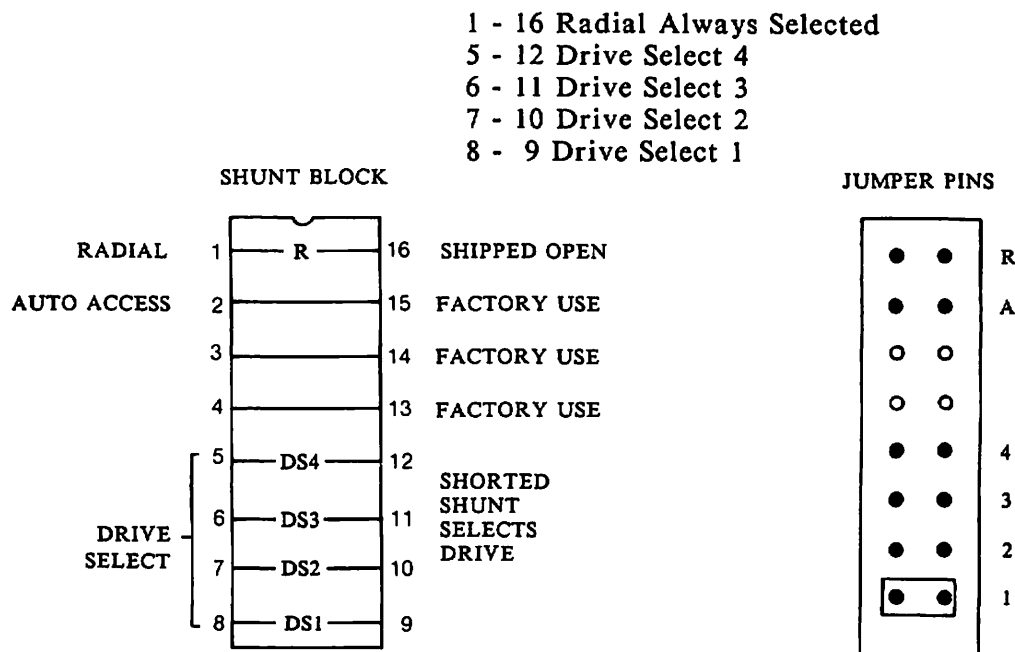 1 - 16 Radial Always Selected
5 - 12 Drive Select 4
6 - 11 Drive Select 3
7 - 10 Drive Select 2
8 - 9 Drive Select 1
SHUNT BLOCK
JUMPER PINS
RADIAL 1 R 16 SHIPPED OPEN
R
AUTO ACCESS 2 15 FACTORY USE
A
3 14 FACTORY USE
4 13 FACTORY USE
5 DS4 12
4
SHORTED
SHUNT
SELECTS
DRIVE
6 DS3 11
3
DRIVE
SELECT
7 DS2 10
2
8 DS1 9
1